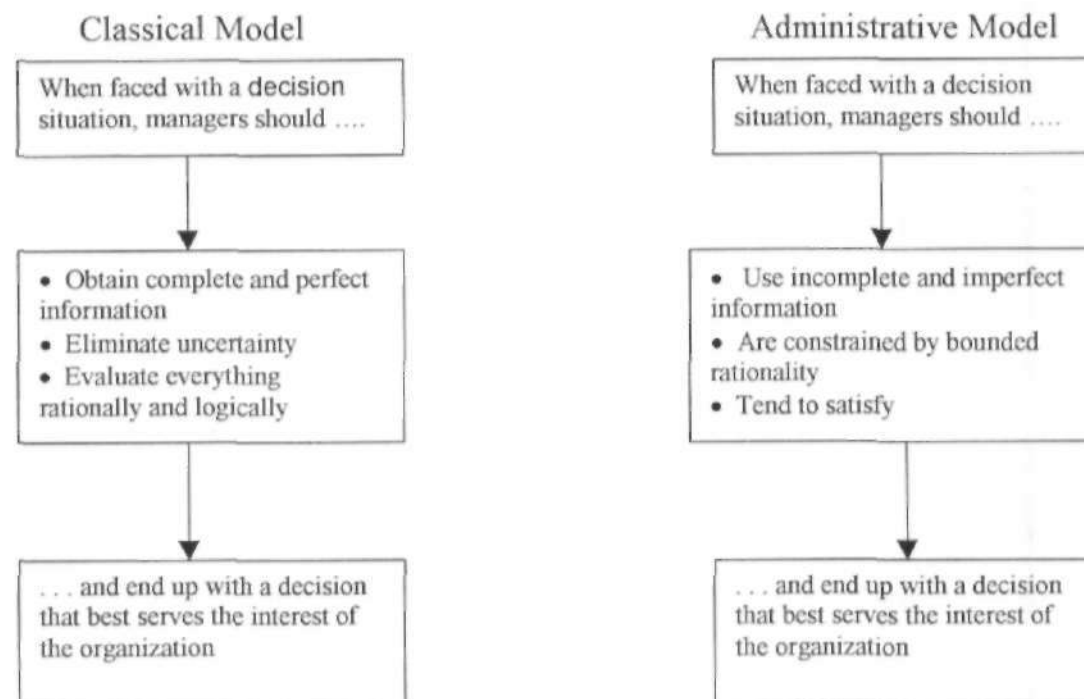 Classical Model
When faced with a decision
situation, managers should ....
• Obtain complete and perfect
information
• Eliminate uncertainty
• Evaluate everything
rationally and logically
. . . and end up with a decision
that best serves the interest of
the organization
Administrative Model
When faced with a decision
situation, managers should ....
• Use incomplete and imperfect
information
• Are constrained by bounded
rationality
• Tend to satisfy
. . . and end up with a decision
that best serves the interest of
the organization